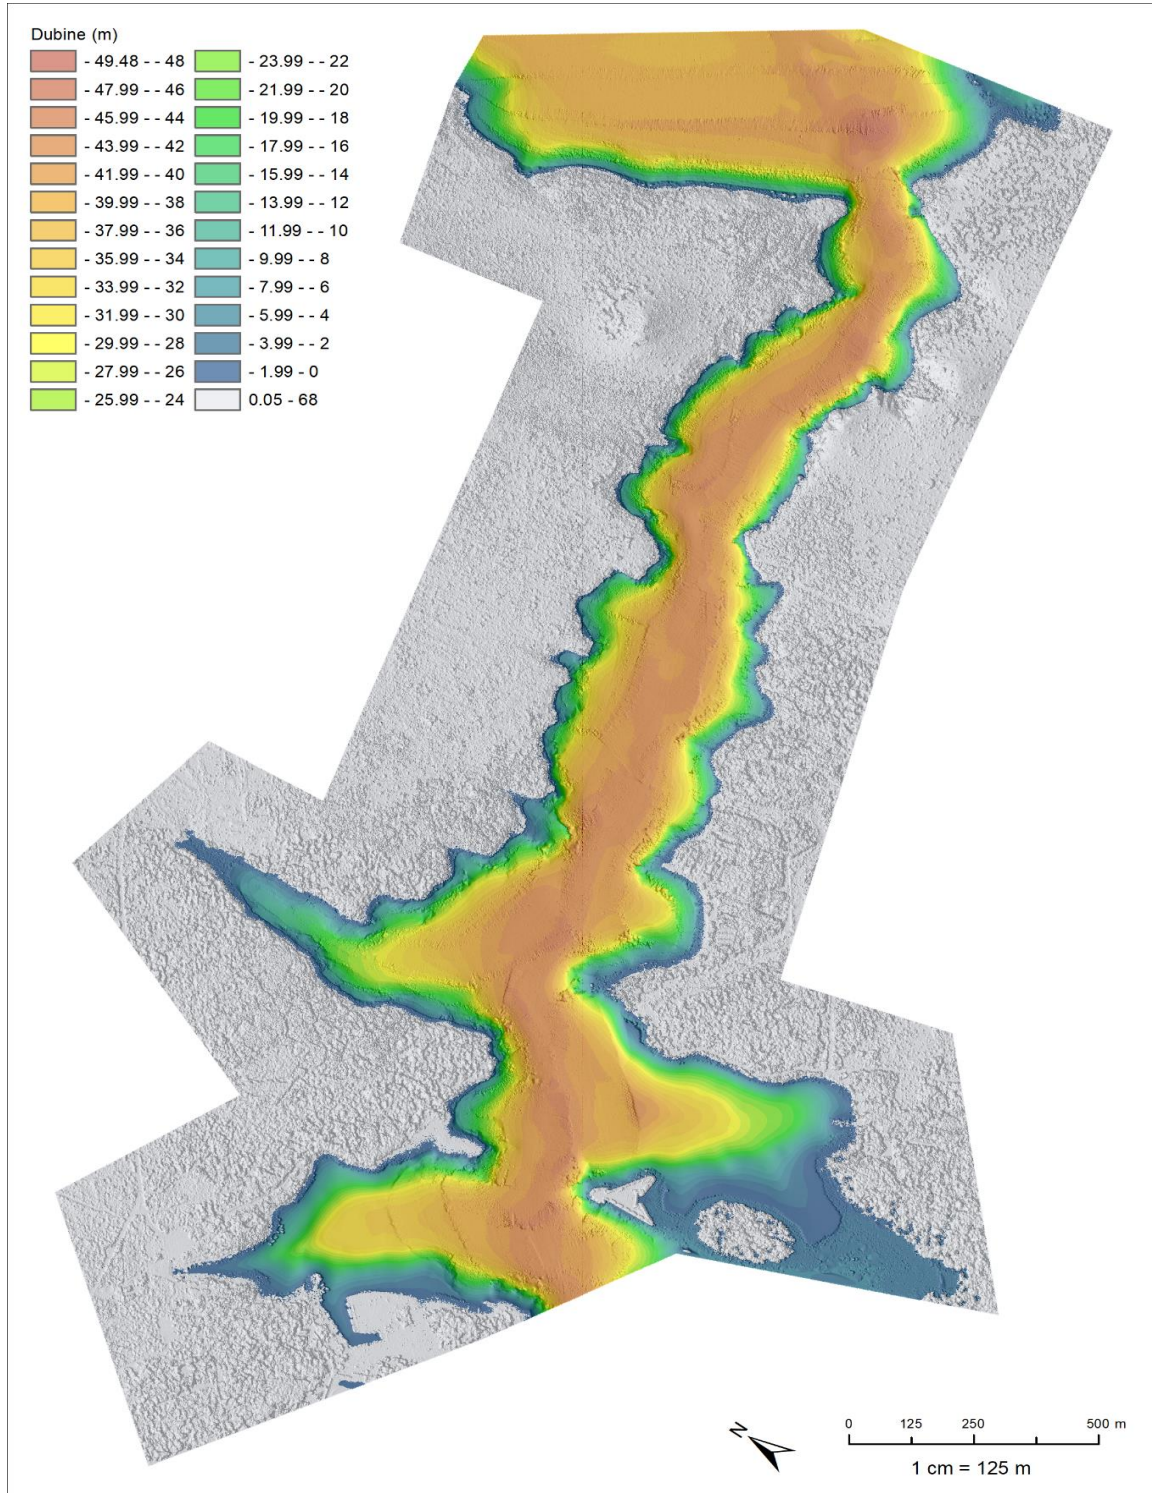 Dubine (m)
- 49.48 - - 48
- 47.99 - - 46
- 45.99 - - 44
- 43.99 - - 42
- 41.99 - - 40
- 39.99 - - 38
- 37.99 - - 36
- 35.99 - - 34
- 33.99 - - 32
- 31.99 - - 30
- 29.99 - - 28
- 27.99 - - 26
- 25.99 - - 24
- 23.99 - - 22
- 21.99 - - 20
- 19.99 - - 18
- 17.99 - - 16
- 15.99 - - 14
- 13.99 - - 12
- 11.99 - - 10
- 9.99 - - 8
- 7.99 - - 6
- 5.99 - - 4
- 3.99 - - 2
- 1.99 - 0
0.05 - 68
N
0 125 250 500 m
1 cm = 125 m